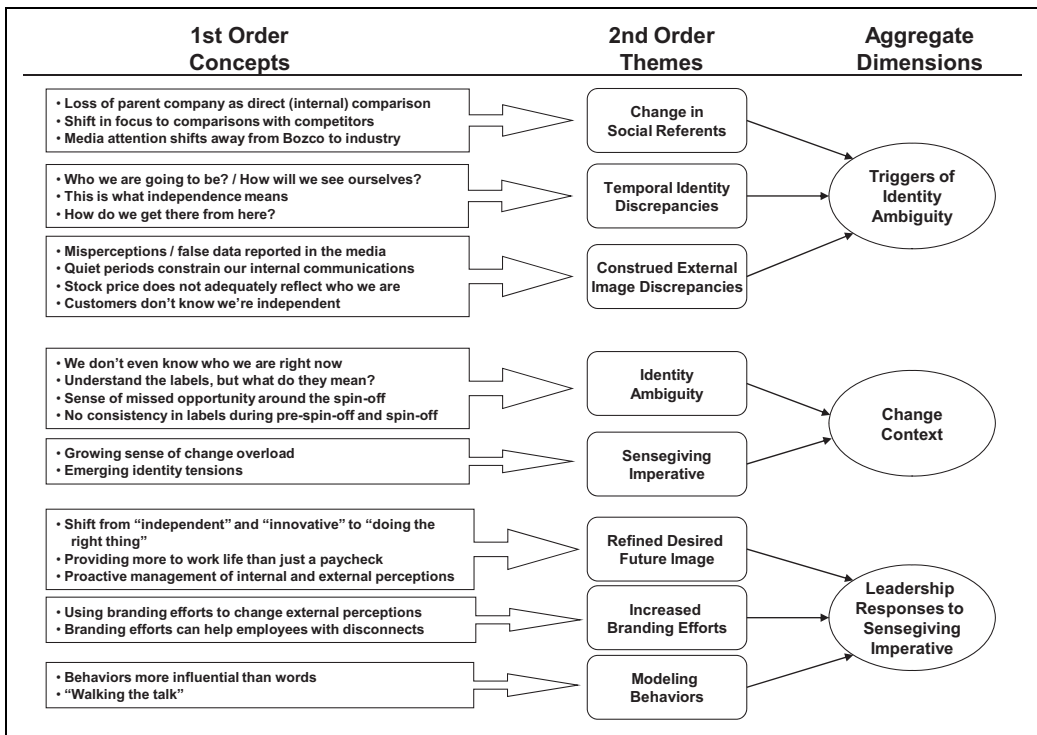 1st Order
Concepts
2nd Order
Themes
Aggregate
Dimensions
• Loss of parent company as direct (internal) comparison
• Shift in focus to comparisons with competitors
• Media attention shifts away from Bozco to industry
Change in
Social Referents
• Who we are going to be? / How will we see ourselves?
• This is what independence means
• How do we get there from here?
Temporal Identity
Discrepancies
Triggers of
Identity
Ambiguity
• Misperceptions / false data reported in the media
• Quiet periods constrain our internal communications
• Stock price does not adequately reflect who we are
• Customers don’t know we’re independent
Construed External
Image Discrepancies
• We don’t even know who we are right now
• Understand the labels, but what do they mean?
• Sense of missed opportunity around the spin-off
• No consistency in labels during pre-spin-off and spin-off
Identity
Ambiguity
Change
Context
• Growing sense of change overload
• Emerging identity tensions
Sensegiving
Imperative
• Shift from “independent” and “innovative” to “doing the
right thing”
• Providing more to work life than just a paycheck
• Proactive management of internal and external perceptions
Refined Desired
Future Image
• Using branding efforts to change external perceptions
• Branding efforts can help employees with disconnects
Increased
Branding Efforts
Leadership
Responses to
Sensegiving
Imperative
• Behaviors more influential than words
• “Walking the talk”
Modeling
Behaviors